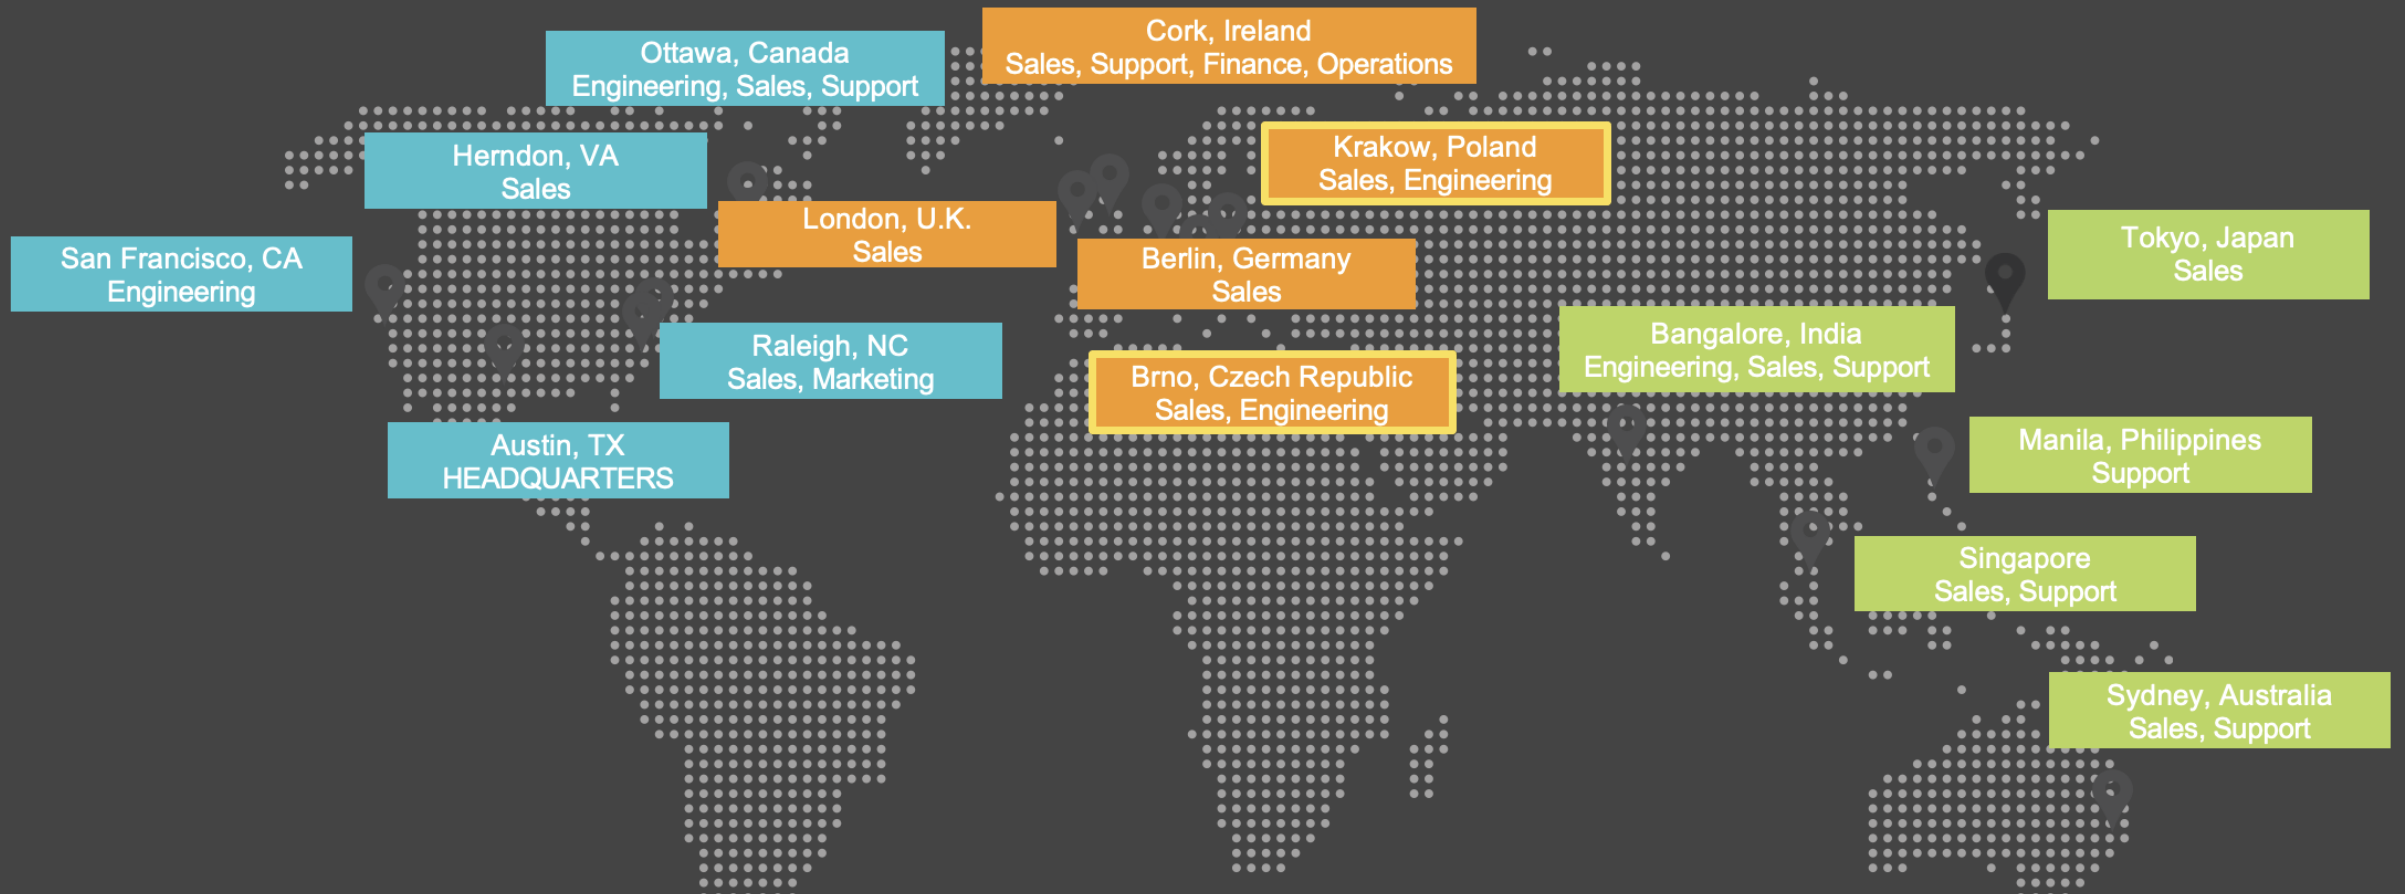 Cork, Ireland
Sales, Support, Finance, Operations
Ottawa, Canada
Engineering, Sales, Support
Herndon, VA
Sales
Krakow, Poland
Sales, Engineering
London, U.K.
Sales
San Francisco, CA
Engineering
Berlin, Germany
Sales
Tokyo, Japan
Sales
Raleigh, NC
Sales, Marketing
Bangalore, India
Engineering, Sales, Support
Brno, Czech Republic
Sales, Engineering
Austin, TX
HEADQUARTERS
Manila, Philippines
Support
Singapore
Sales, Support
Sydney, Australia
Sales, Support